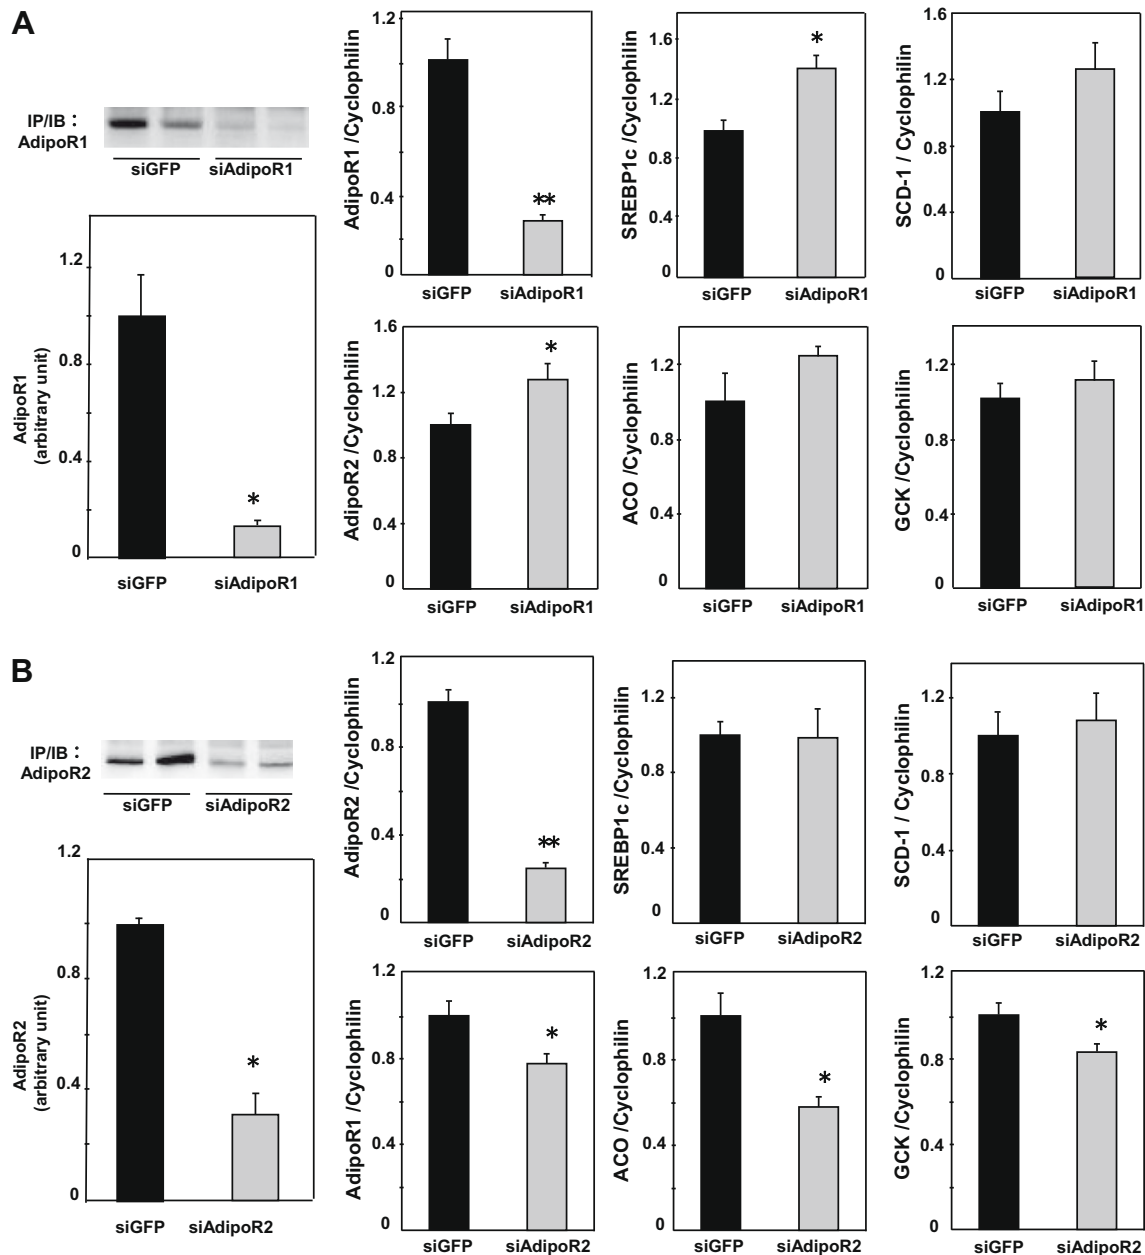 A
IP/IB :
AdipoR1
siGFP siAdipoR1
AdipoR1
(arbitrary unit)
1.2
0.8
0.4
0
*
siGFP siAdipoR1
AdipoR1 /Cyclophilin
1.2
0.8
0.4
0
**
siGFP siAdipoR1
SREBP1c /Cyclophilin
1.6
1.2
0.8
0.4
0
*
siGFP siAdipoR1
SCD-1 / Cyclophilin
1.6
1.2
0.8
0.4
0
siGFP siAdipoR1
AdipoR2 /Cyclophilin
1.6
1.2
0.8
0.4
0
*
siGFP siAdipoR1
ACO /Cyclophilin
1.2
0.8
0.4
0
siGFP siAdipoR1
GCK /Cyclophilin
1.2
0.8
0.4
0
siGFP siAdipoR1
B
IP/IB :
AdipoR2
siGFP siAdipoR2
AdipoR2
(arbitrary unit)
1.2
0.8
0.4
0
*
siGFP siAdipoR2
AdipoR2 /Cyclophilin
1.2
0.8
0.4
0
**
siGFP siAdipoR2
SREBP1c /Cyclophilin
1.2
0.8
0.4
0
siGFP siAdipoR2
SCD-1 / Cyclophilin
1.2
0.8
0.4
0
siGFP siAdipoR2
AdipoR1 /Cyclophilin
1.2
0.8
0.4
0
*
siGFP siAdipoR2
ACO /Cyclophilin
1.2
0.8
0.4
0
*
siGFP siAdipoR2
GCK /Cyclophilin
1.2
0.8
0.4
0
*
siGFP siAdipoR2